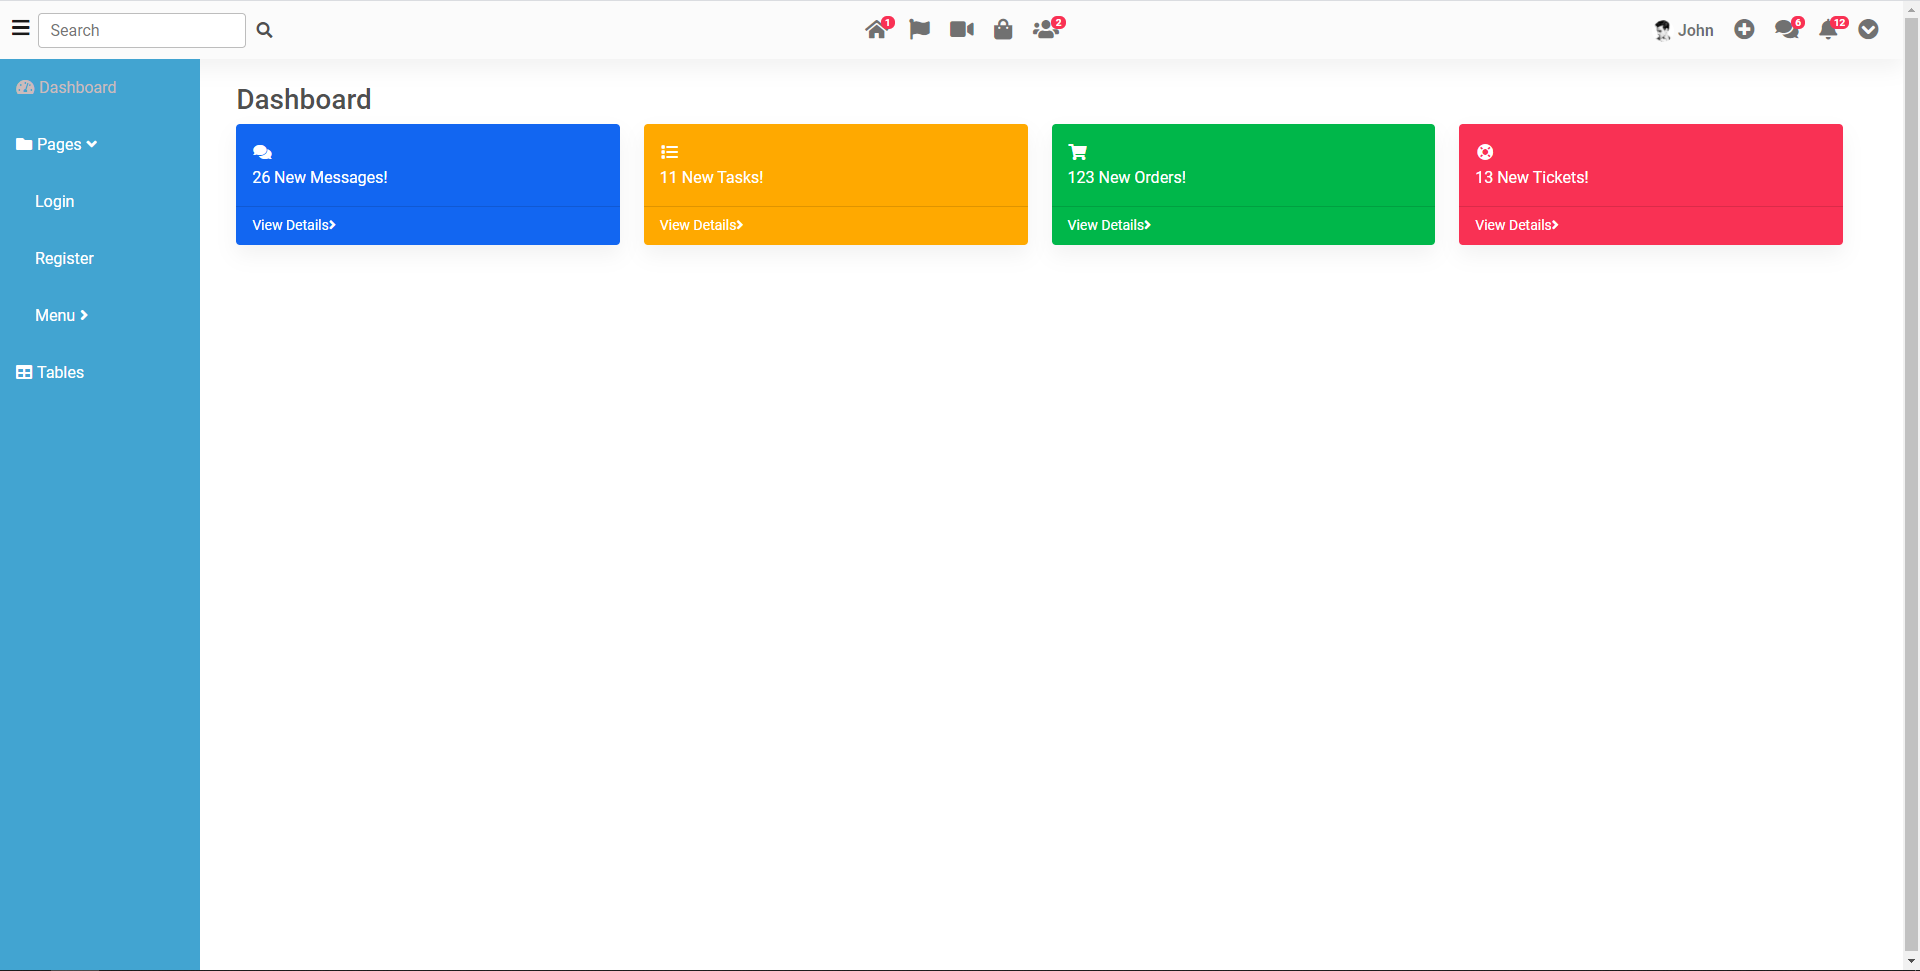 Search
1
2
John
6
12
Dashboard
Pages
Login
Register
Menu
Tables
Dashboard
26 New Messages!
View Details
11 New Tasks!
View Details
123 New Orders!
View Details
13 New Tickets!
View Details